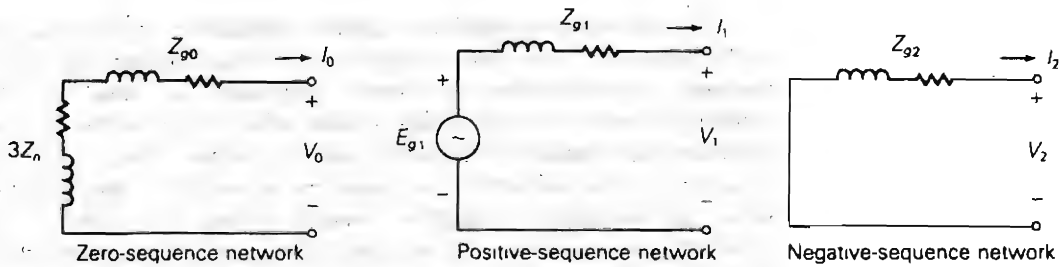 Z_g0
I_0
3Z_n
+
V_0
−
Zero-sequence network
Z_g1
I_1
+
+
E_g1
~
V_1
−
−
Positive-sequence network
Z_g2
I_2
+
V_2
−
Negative-sequence network